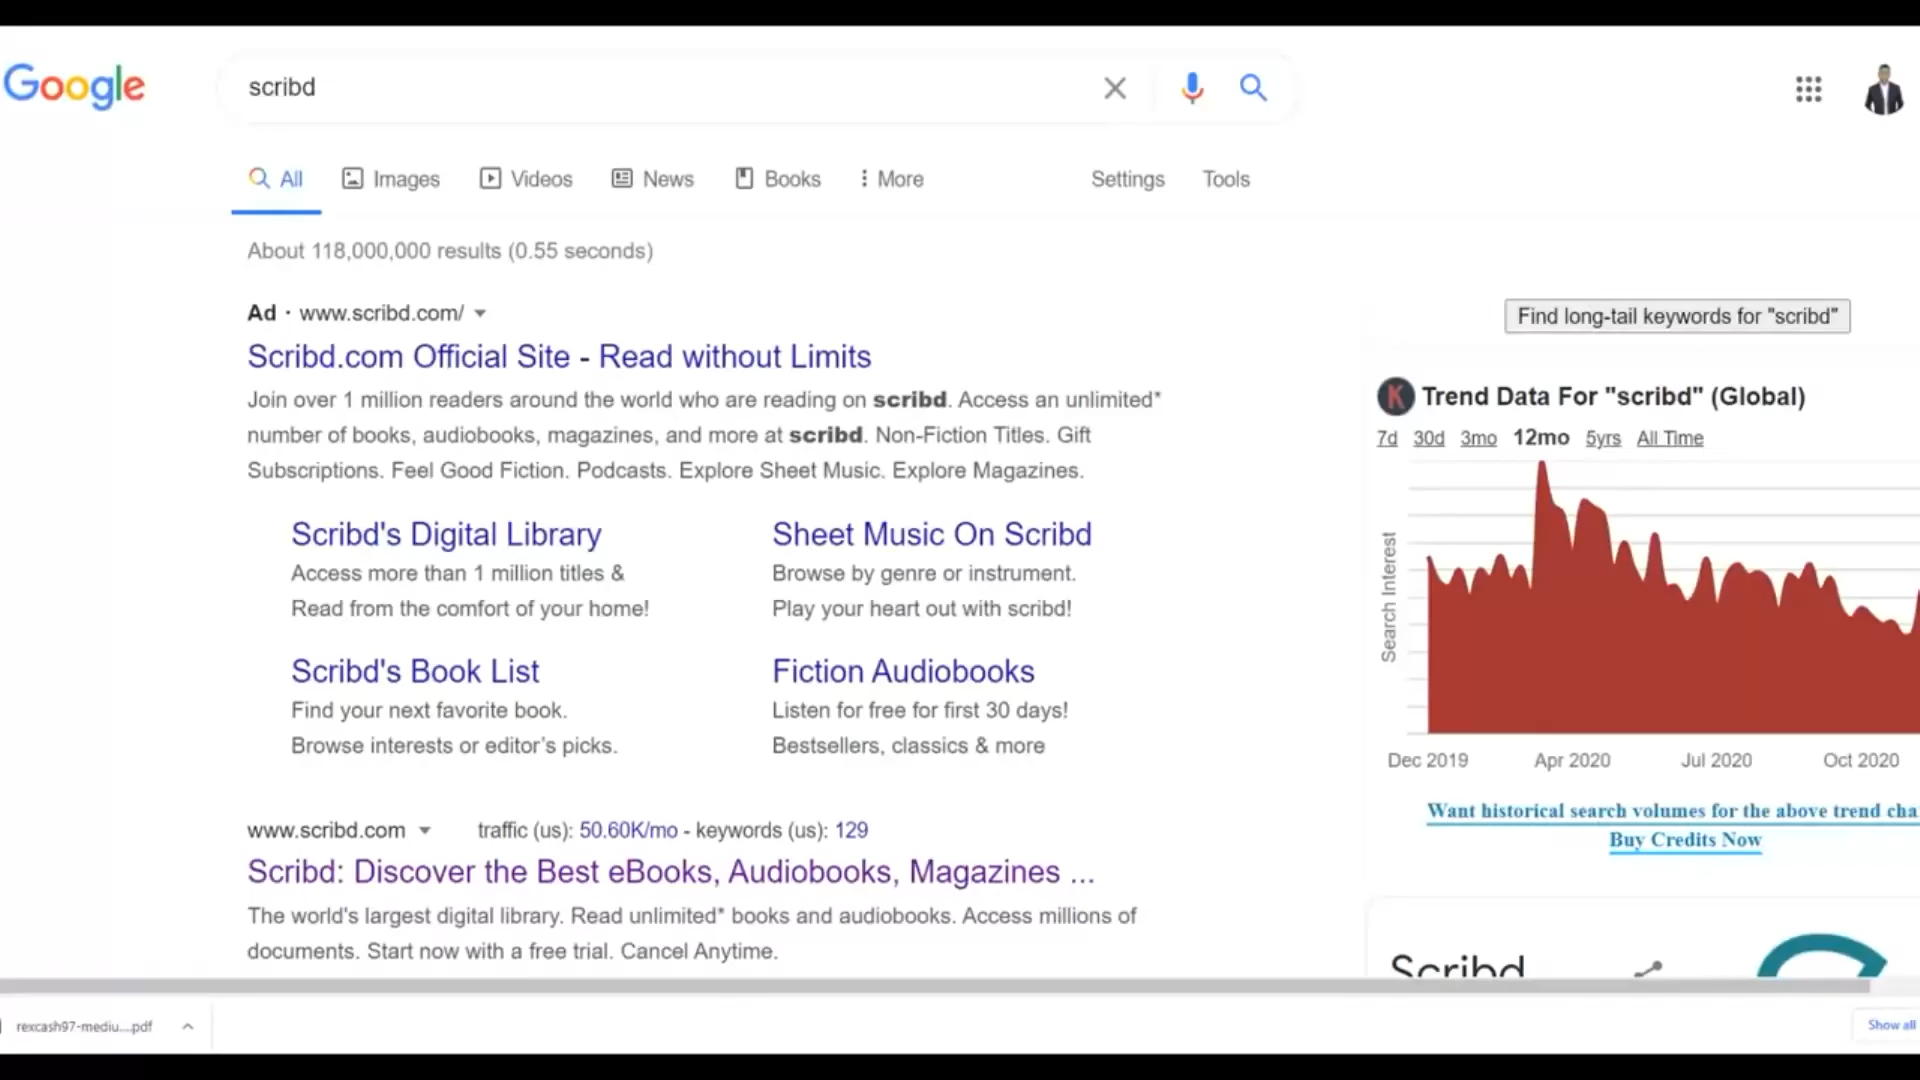 Google
scribd
All Images Videos News Books More Settings Tools
About 118,000,000 results (0.55 seconds)
Ad · www.scribd.com/
Scribd.com Official Site - Read without Limits
Join over 1 million readers around the world who are reading on scribd. Access an unlimited*
number of books, audiobooks, magazines, and more at scribd. Non-Fiction Titles. Gift
Subscriptions. Feel Good Fiction. Podcasts. Explore Sheet Music. Explore Magazines.
Scribd's Digital Library
Access more than 1 million titles &
Read from the comfort of your home!
Sheet Music On Scribd
Browse by genre or instrument.
Play your heart out with scribd!
Scribd's Book List
Find your next favorite book.
Browse interests or editor's picks.
Fiction Audiobooks
Listen for free for first 30 days!
Bestsellers, classics & more
www.scribd.com traffic (us): 50.60K/mo - keywords (us): 129
Scribd: Discover the Best eBooks, Audiobooks, Magazines ...
The world's largest digital library. Read unlimited* books and audiobooks. Access millions of
documents. Start now with a free trial. Cancel Anytime.
Find long-tail keywords for "scribd"
K
Trend Data For "scribd" (Global)
7d 30d 3mo 12mo 5yrs All Time
Search Interest
Dec 2019 Apr 2020 Jul 2020 Oct 2020
Want historical search volumes for the above trend cha
Buy Credits Now
Scribd
rexcash97-mediu....pdf
Show all